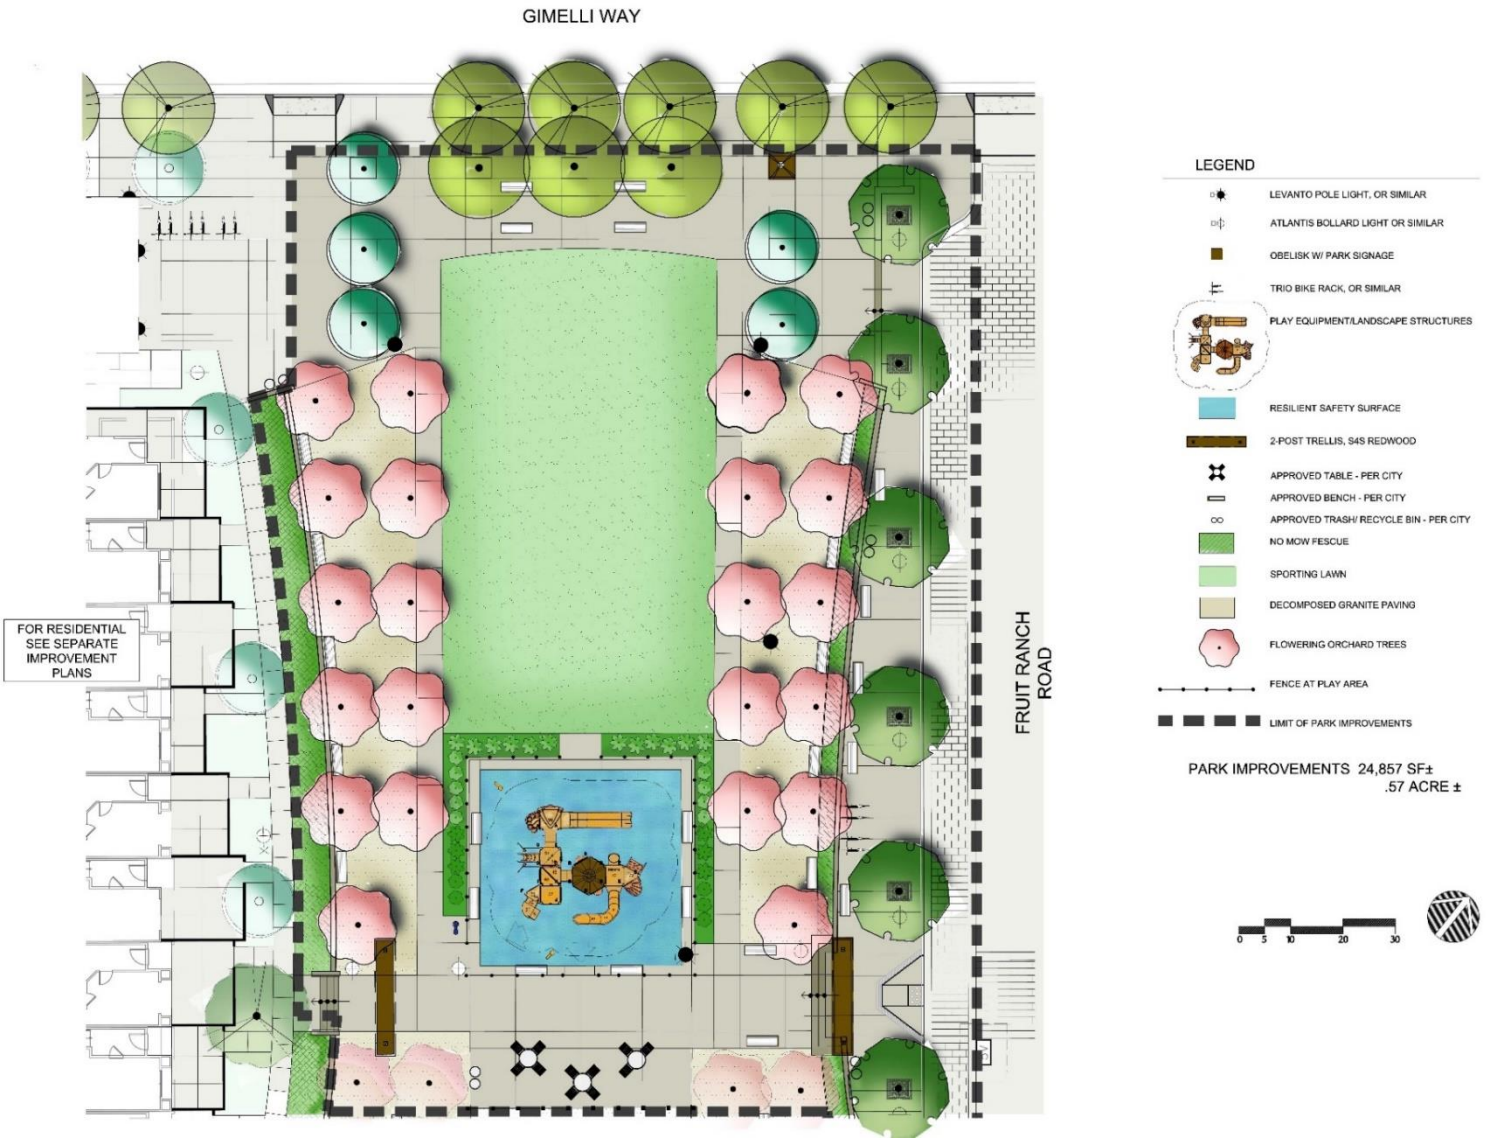 GIMELLI WAY
LEGEND
LEVANTO POLE LIGHT, OR SIMILAR
ATLANTIS BOLLARD LIGHT OR SIMILAR
OBELISK W/ PARK SIGNAGE
TRIO BIKE RACK, OR SIMILAR
PLAY EQUIPMENT/LANDSCAPE STRUCTURES
RESILIENT SAFETY SURFACE
2-POST TRELLIS, S4S REDWOOD
APPROVED TABLE - PER CITY
APPROVED BENCH - PER CITY
APPROVED TRASH/ RECYCLE BIN - PER CITY
NO MOW FESCUE
SPORTING LAWN
DECOMPOSED GRANITE PAVING
FLOWERING ORCHARD TREES
FENCE AT PLAY AREA
LIMIT OF PARK IMPROVEMENTS
PARK IMPROVEMENTS 24,857 SF±
.57 ACRE ±
0 5 10 20 30
FOR RESIDENTIAL
SEE SEPARATE
IMPROVEMENT
PLANS
FRUIT RANCH
ROAD